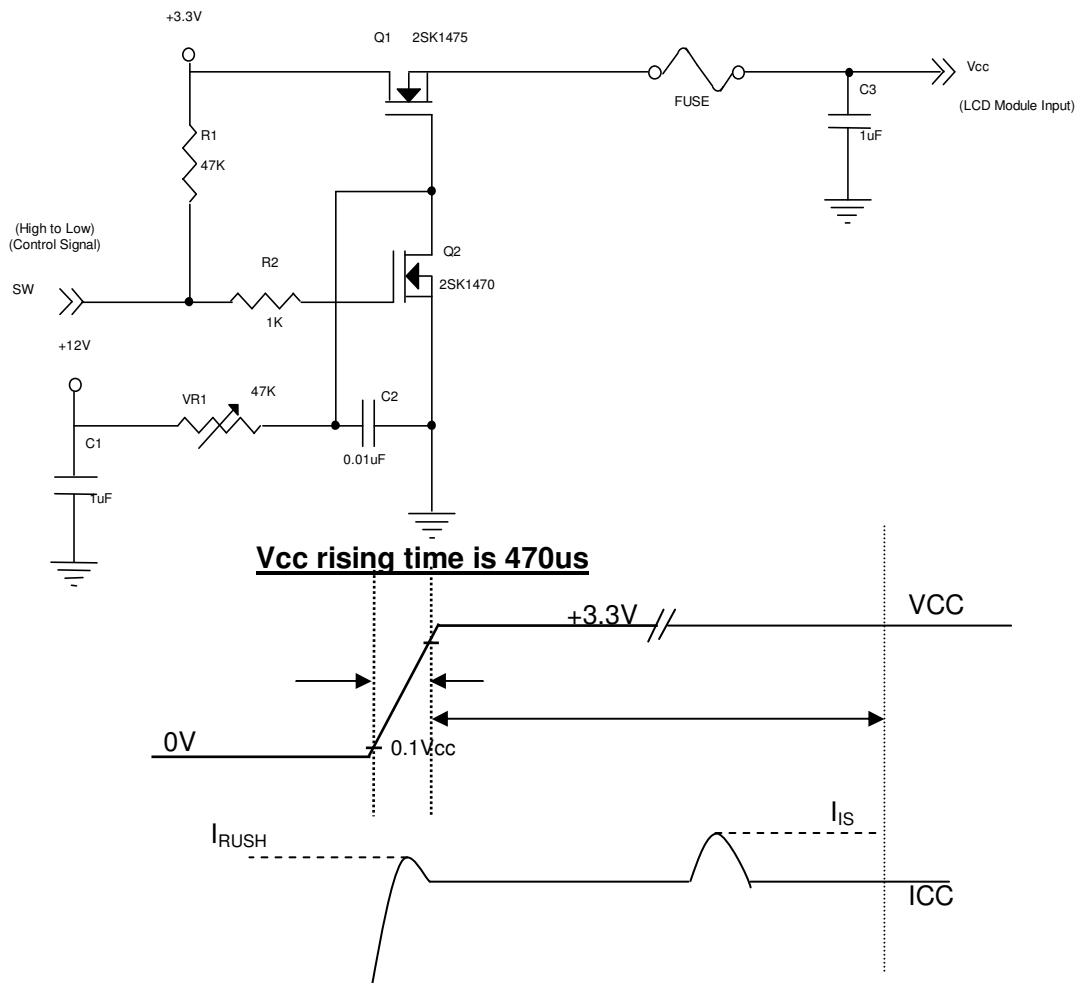 +3.3V
Q1 2SK1475
Vcc
FUSE
C3
(LCD Module Input)
R1
47K
1uF
(High to Low)
(Control Signal)
Q2
R2
SW
2SK1470
1K
+12V
VR1
47K
C2
C1
0.01uF
1uF
Vcc rising time is 470us
+3.3V
VCC
0V
0.1Vcc
IIS
IRUSH
ICC